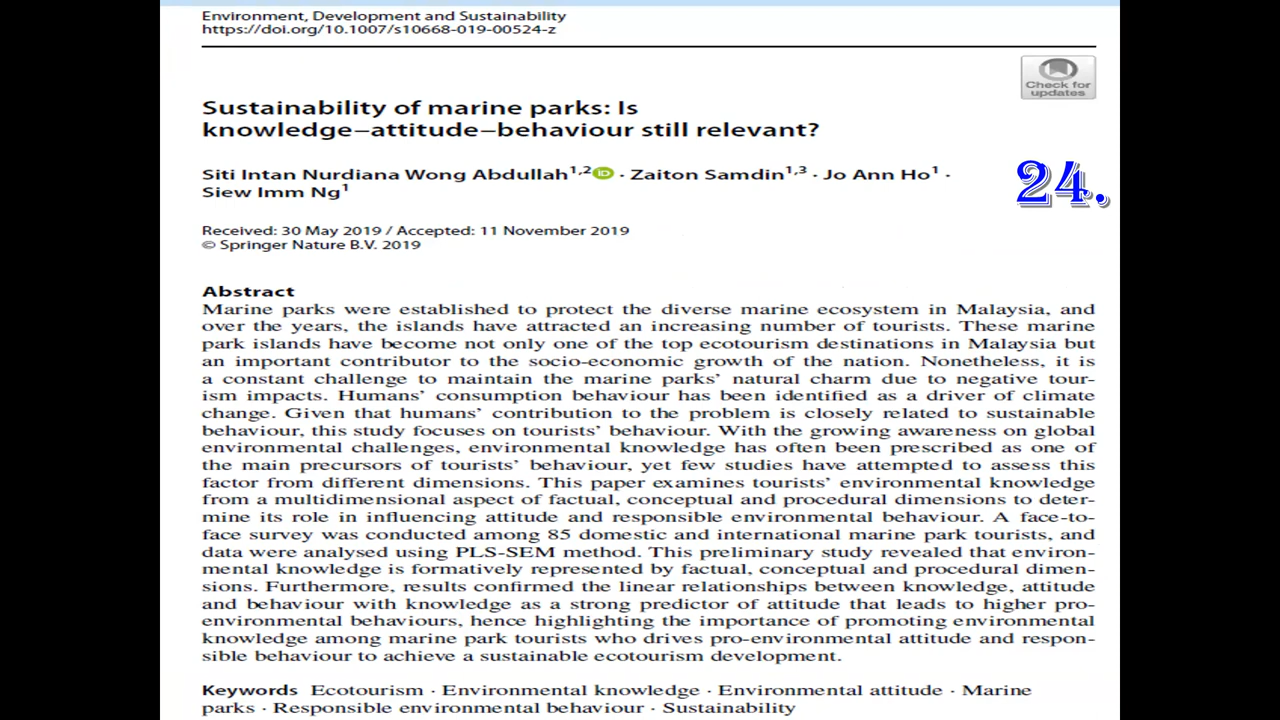 Environment, Development and Sustainability
https://doi.org/10.1007/s10668-019-00524-z
Check for
updates
Sustainability of marine parks: Is
knowledge–attitude–behaviour still relevant?
Siti Intan Nurdiana Wong Abdullah1,2 iD · Zaiton Samdin1,3 · Jo Ann Ho1 ·
Siew Imm Ng1
24.
Received: 30 May 2019 / Accepted: 11 November 2019
© Springer Nature B.V. 2019
Abstract
Marine parks were established to protect the diverse marine ecosystem in Malaysia, and
over the years, the islands have attracted an increasing number of tourists. These marine
park islands have become not only one of the top ecotourism destinations in Malaysia but
an important contributor to the socio-economic growth of the nation. Nonetheless, it is
a constant challenge to maintain the marine parks’ natural charm due to negative tour-
ism impacts. Humans’ consumption behaviour has been identified as a driver of climate
change. Given that humans’ contribution to the problem is closely related to sustainable
behaviour, this study focuses on tourists’ behaviour. With the growing awareness on global
environmental challenges, environmental knowledge has often been prescribed as one of
the main precursors of tourists’ behaviour, yet few studies have attempted to assess this
factor from different dimensions. This paper examines tourists’ environmental knowledge
from a multidimensional aspect of factual, conceptual and procedural dimensions to deter-
mine its role in influencing attitude and responsible environmental behaviour. A face-to-
face survey was conducted among 85 domestic and international marine park tourists, and
data were analysed using PLS-SEM method. This preliminary study revealed that environ-
mental knowledge is formatively represented by factual, conceptual and procedural dimen-
sions. Furthermore, results confirmed the linear relationships between knowledge, attitude
and behaviour with knowledge as a strong predictor of attitude that leads to higher pro-
environmental behaviours, hence highlighting the importance of promoting environmental
knowledge among marine park tourists who drives pro-environmental attitude and respon-
sible behaviour to achieve a sustainable ecotourism development.
Keywords Ecotourism · Environmental knowledge · Environmental attitude · Marine
parks · Responsible environmental behaviour · Sustainability